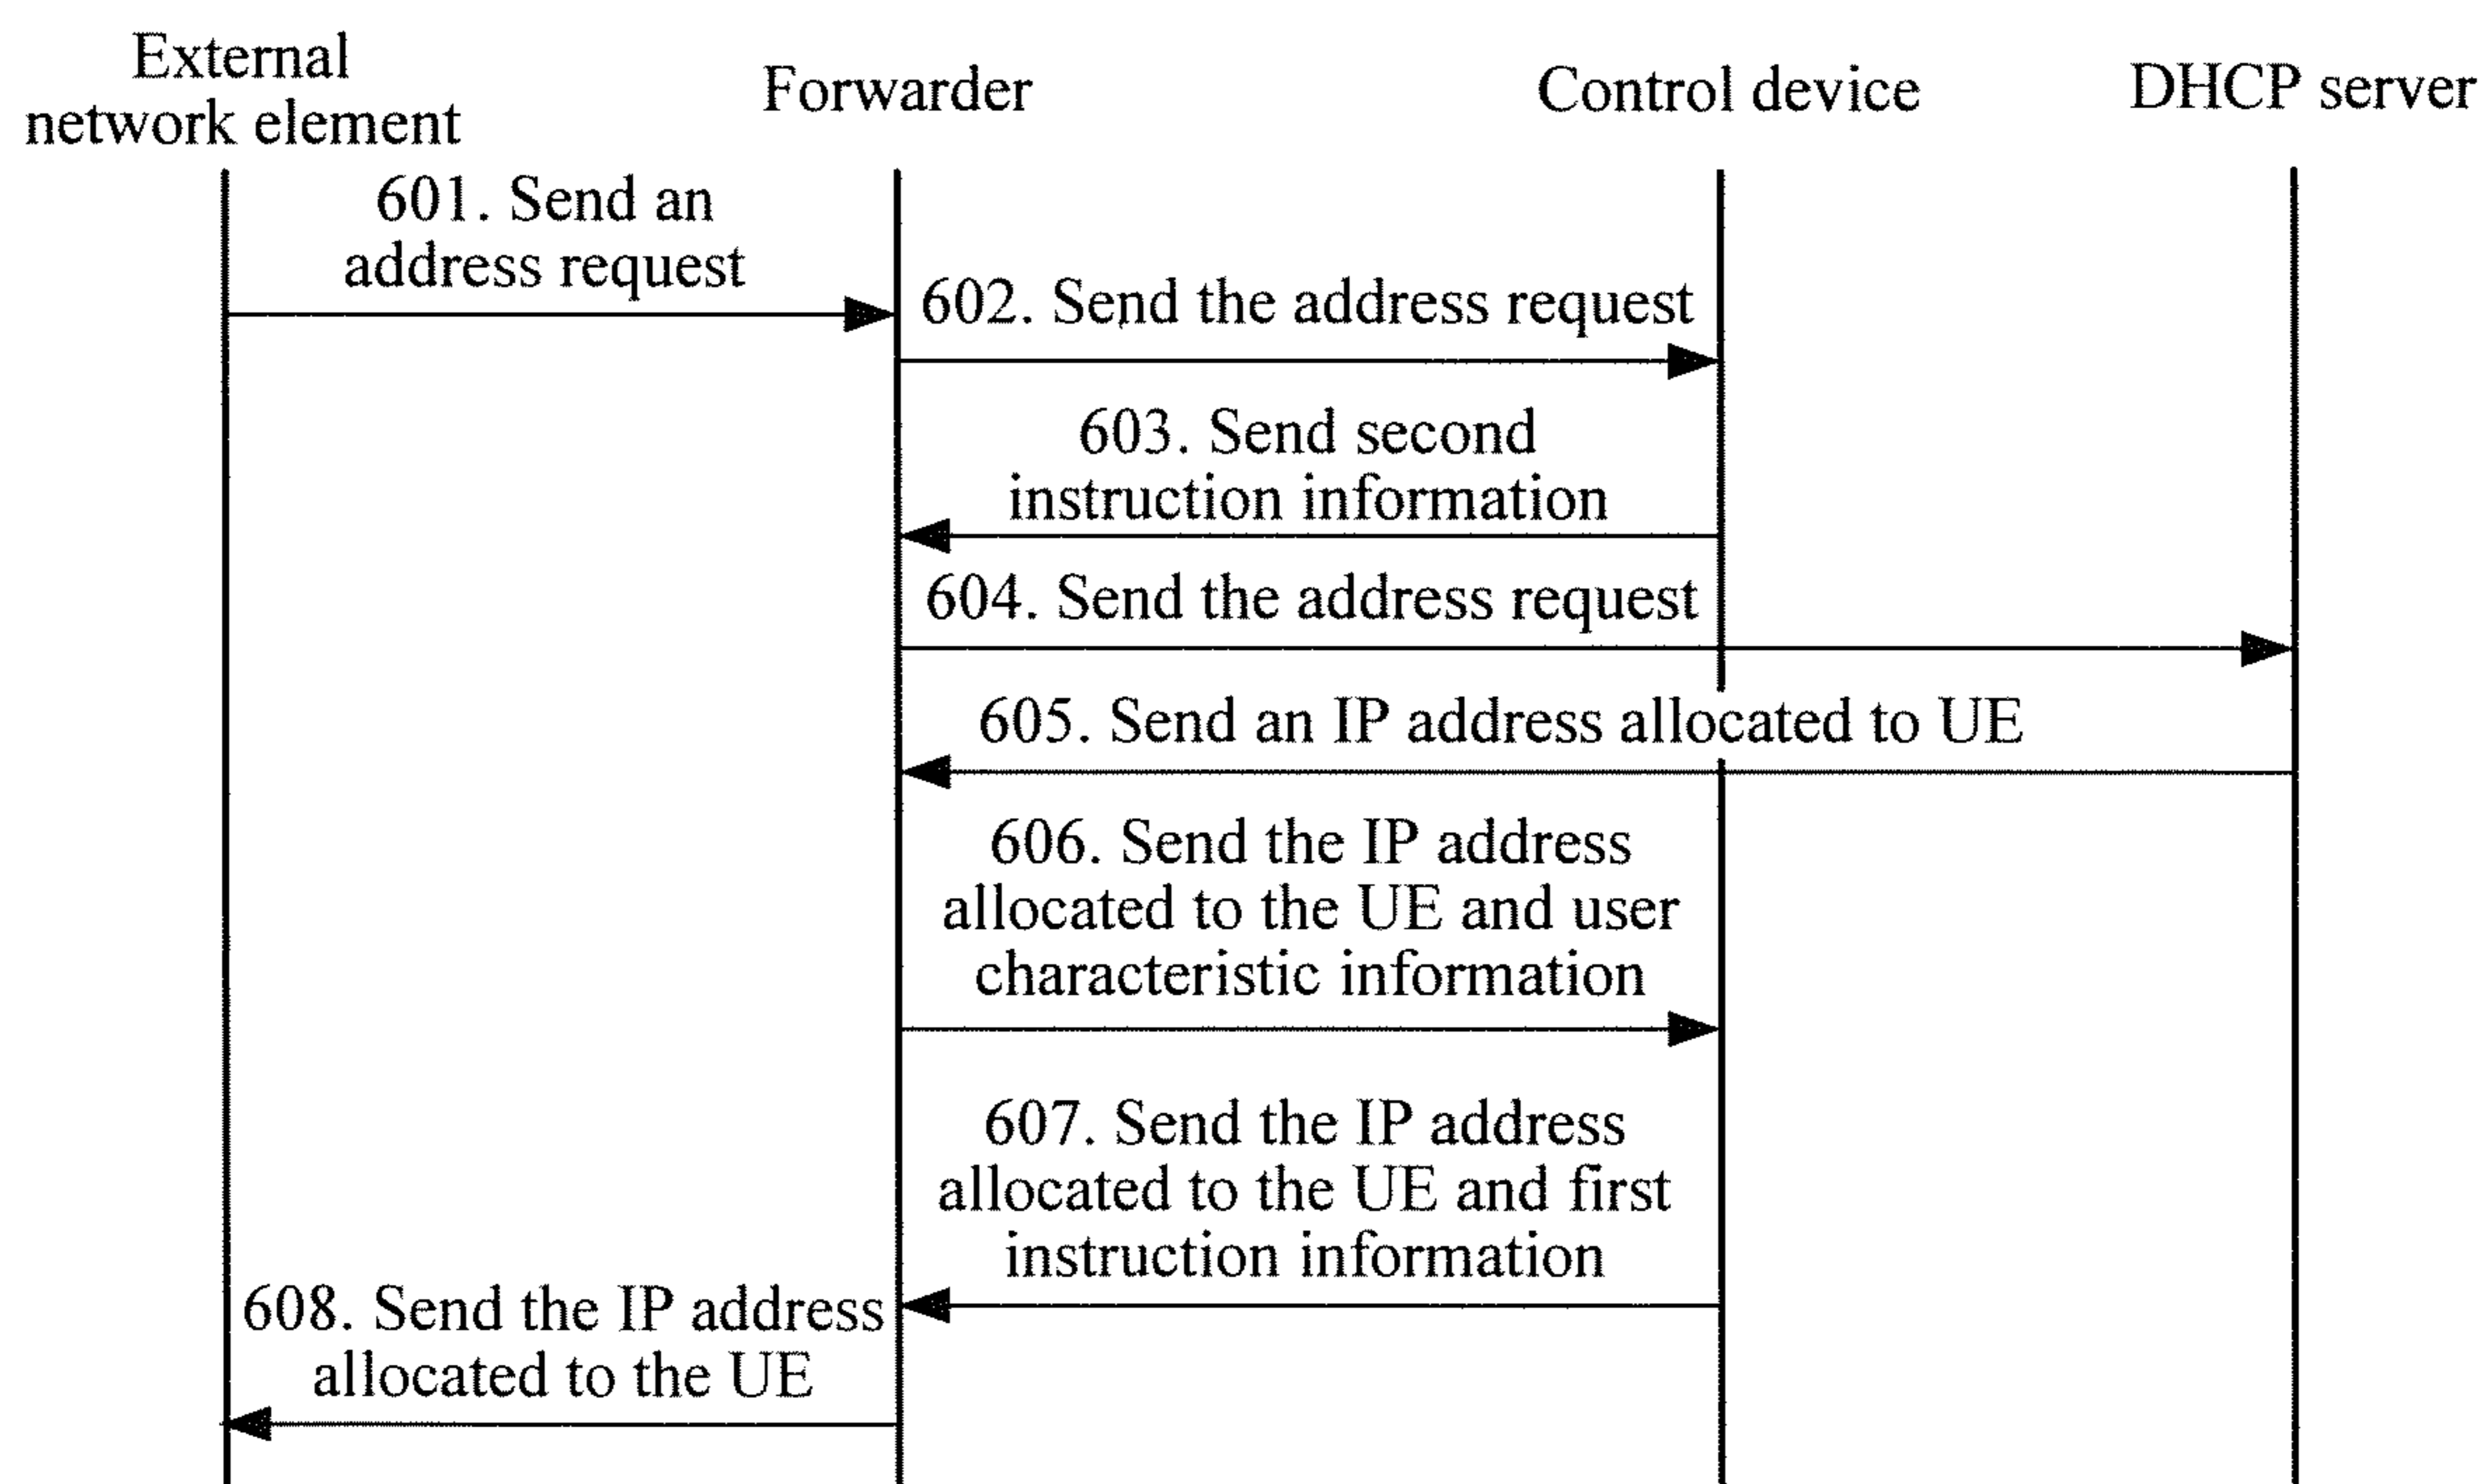 External
network element
Forwarder
Control device
DHCP server
601. Send an
address request
602. Send the address request
603. Send second
instruction information
604. Send the address request
605. Send an IP address allocated to UE
606. Send the IP address
allocated to the UE and user
characteristic information
607. Send the IP address
allocated to the UE and first
instruction information
608. Send the IP address
allocated to the UE